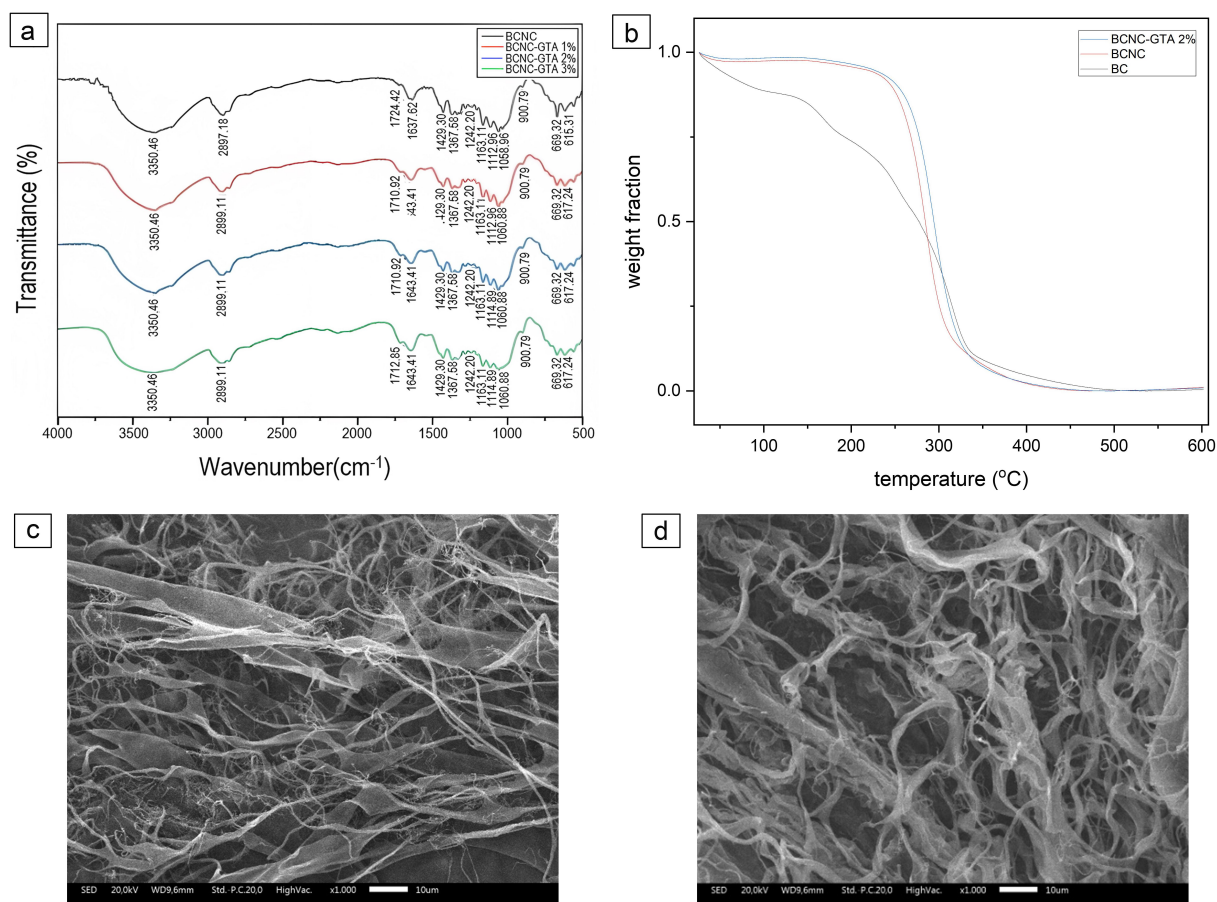 a
BCNC
BCNC-GTA 1%
BCNC-GTA 2%
BCNC-GTA 3%
Transmittance (%)
3350.46
2897.18
1724.42
1637.62
1429.30
1367.58
1242.20
1163.11
1112.96
1058.96
900.79
669.32
615.31
3350.46
2899.11
1710.92
43.41
429.30
1367.58
1242.20
1163.11
1112.96
1060.88
900.79
669.32
617.24
3350.46
2899.11
1710.92
1643.41
1429.30
1367.58
1242.20
1163.11
1114.89
1060.88
900.79
669.32
617.24
3350.46
2899.11
1712.85
1643.41
1429.30
1367.58
1242.20
1163.11
1114.89
1060.88
900.79
669.32
617.24
4000 3500 3000 2500 2000 1500 1000 500
Wavenumber(cm-1)
b
BCNC-GTA 2%
BCNC
BC
weight fraction
1.0
0.5
0.0
100 200 300 400 500 600
temperature (oC)
c
SED 20,0kV WD9,6mm Std.-P.C.20,0 HighVac. x1.000 10um
d
SED 20,0kV WD9,6mm Std.-P.C.20,0 HighVac. x1.000 10um